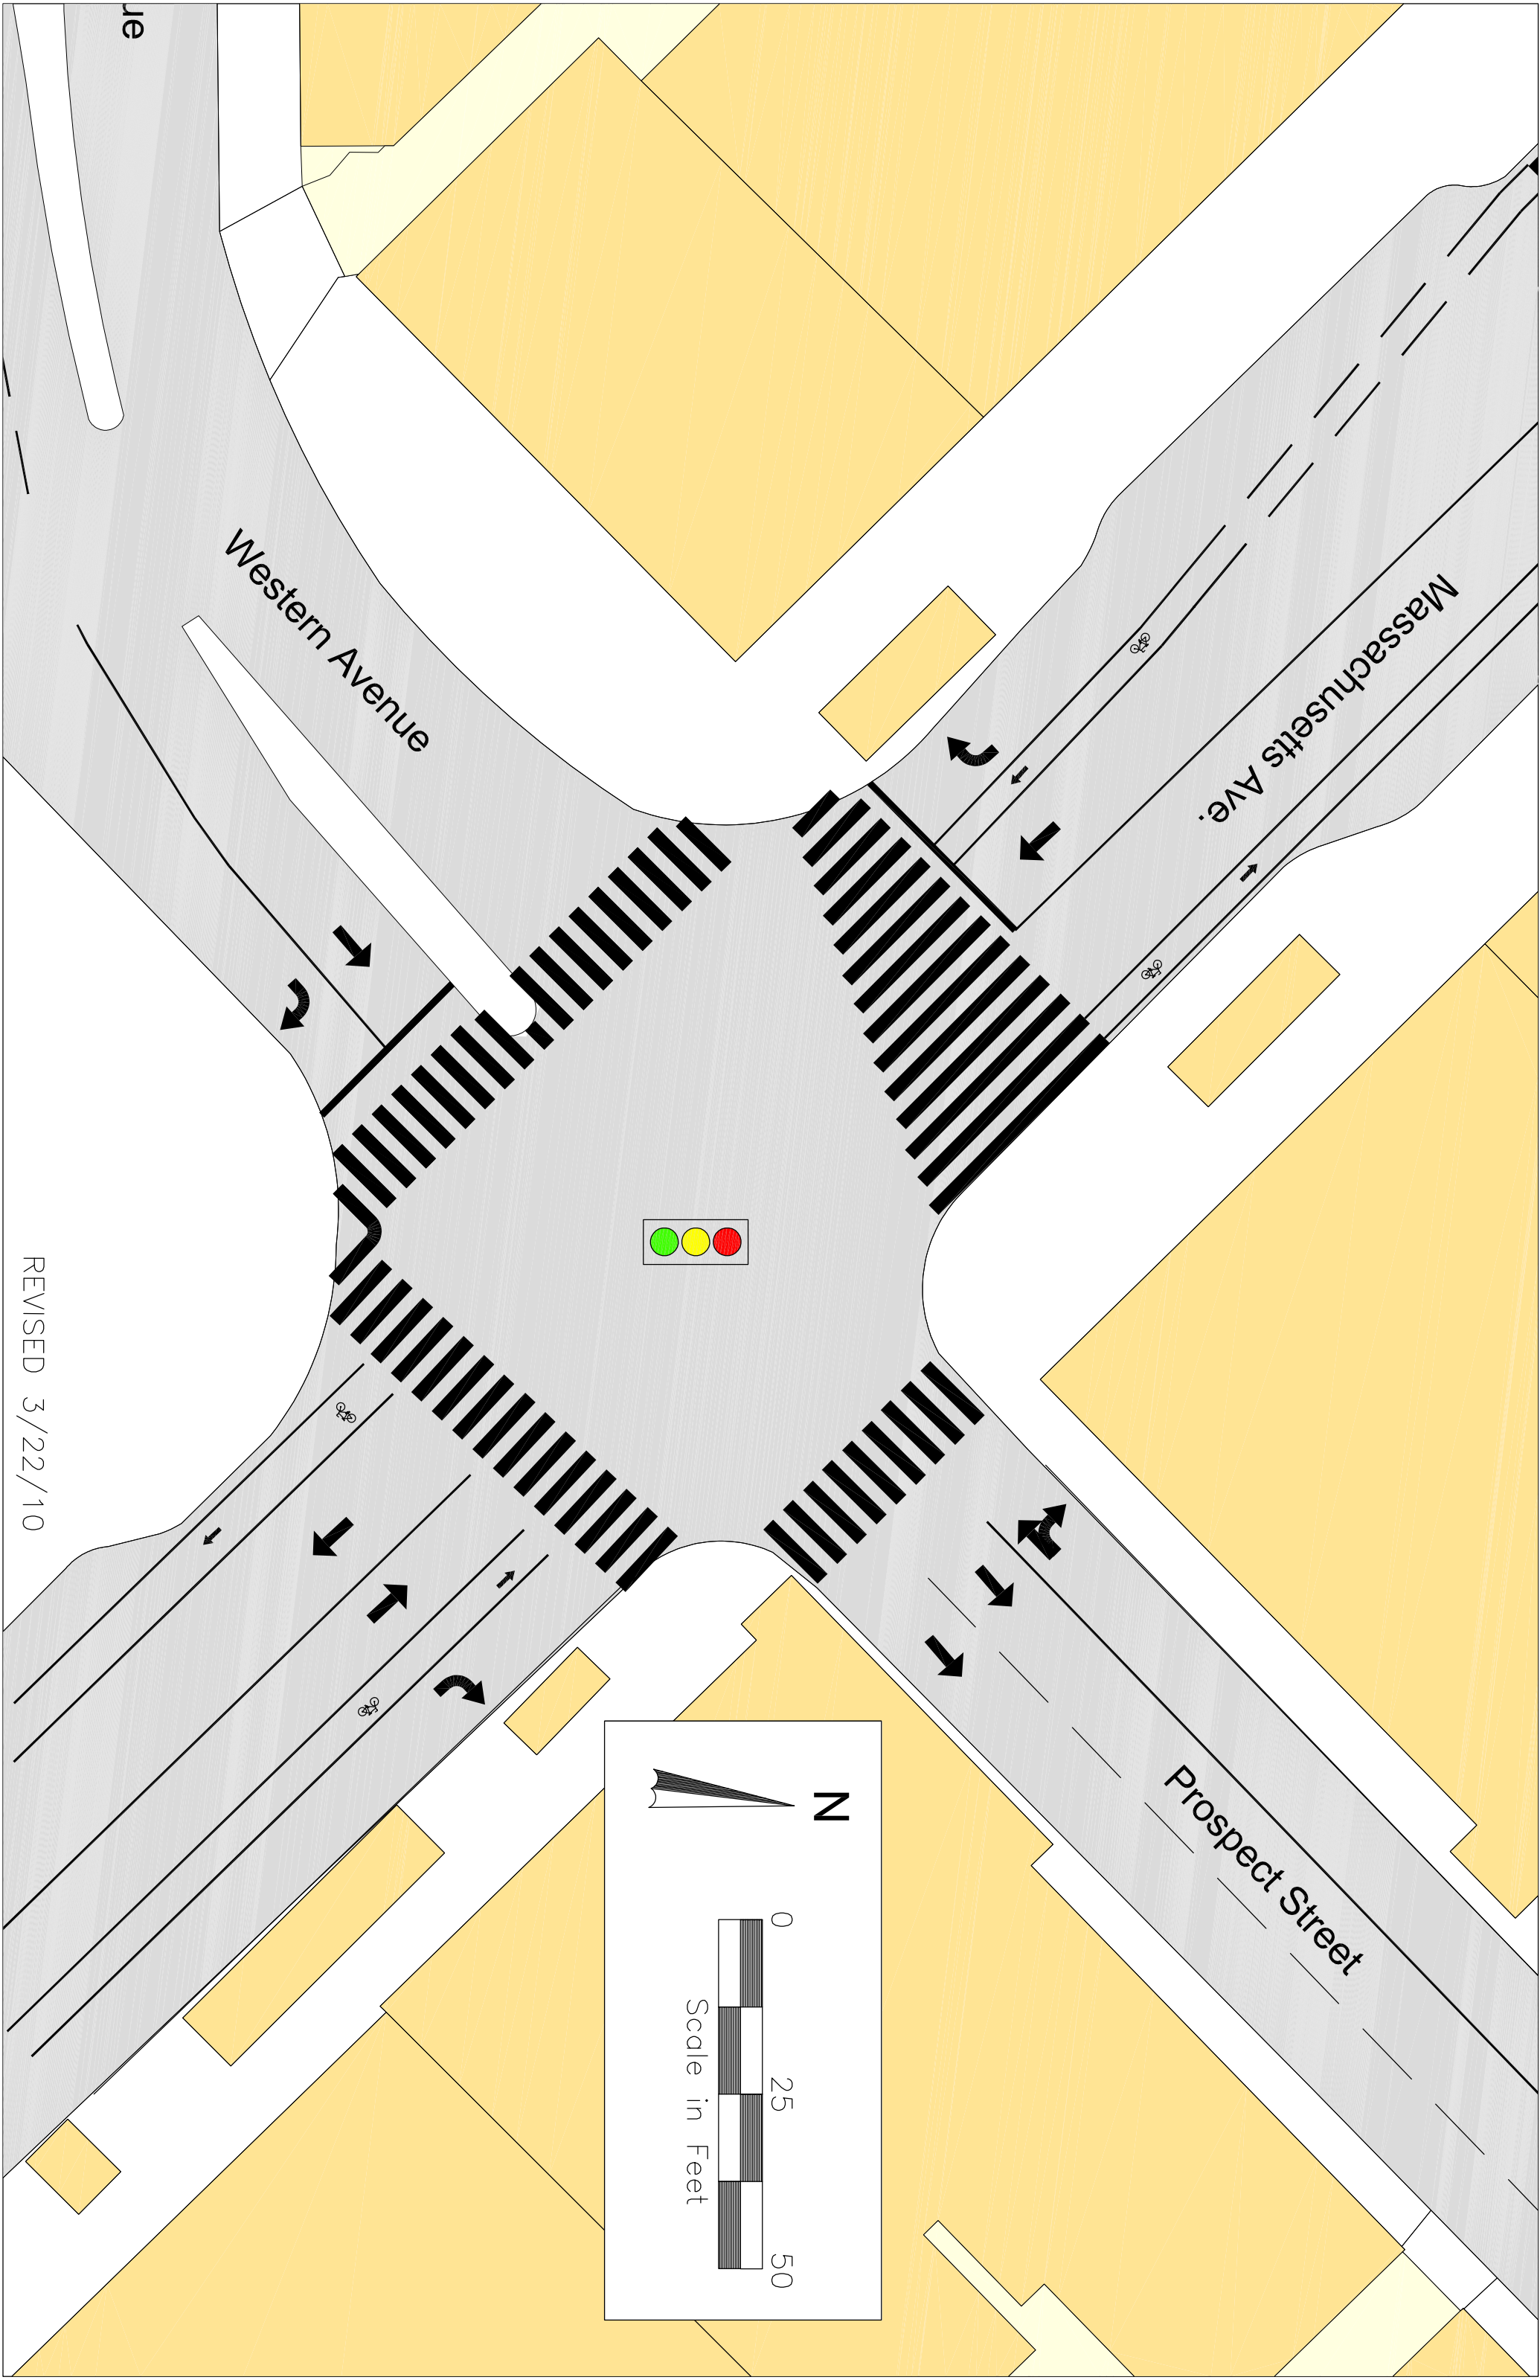 ue
Western Avenue
Massachusetts Ave.
Prospect Street
N
0 25 50
Scale in Feet
REVISED 3/22/10